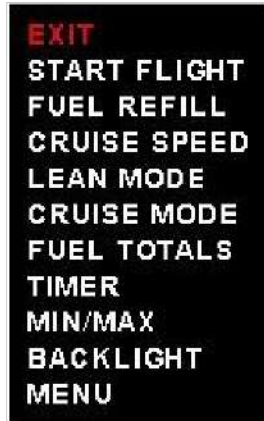 EXIT
START FLIGHT
FUEL REFILL
CRUISE SPEED
LEAN MODE
CRUISE MODE
FUEL TOTALS
TIMER
MIN/MAX
BACKLIGHT
MENU